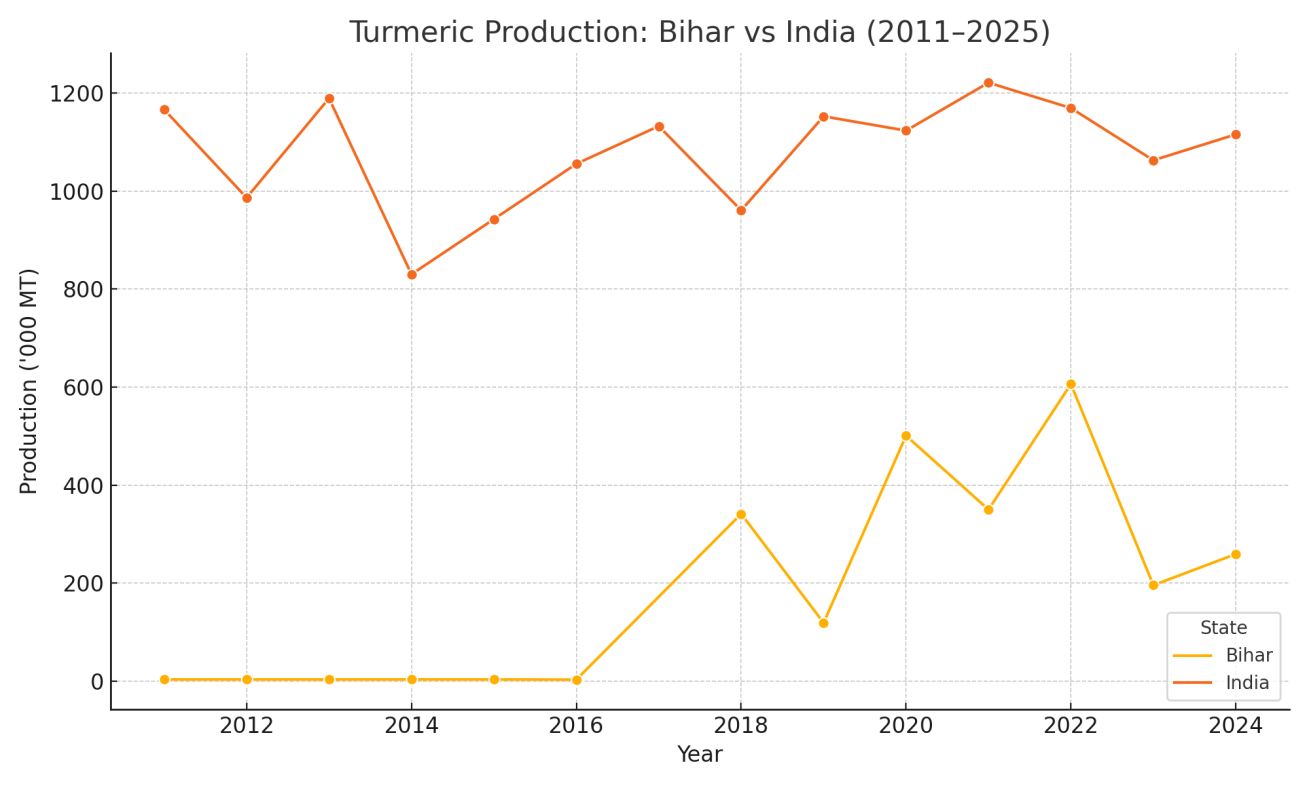 Turmeric Production: Bihar vs India (2011–2025)
Production ('000 MT)
1200
1000
800
600
400
200
0
State
Bihar
India
2012 2014 2016 2018 2020 2022 2024
Year